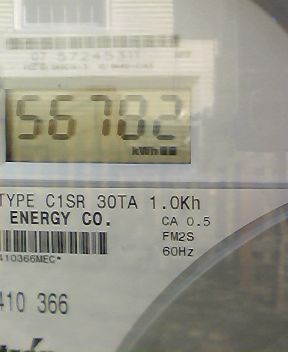 56782
kWh
TYPE C1SR 30TA 1.0Kh
ENERGY CO.
CA 0.5
FM2S
60Hz
410366MEC*
410 366